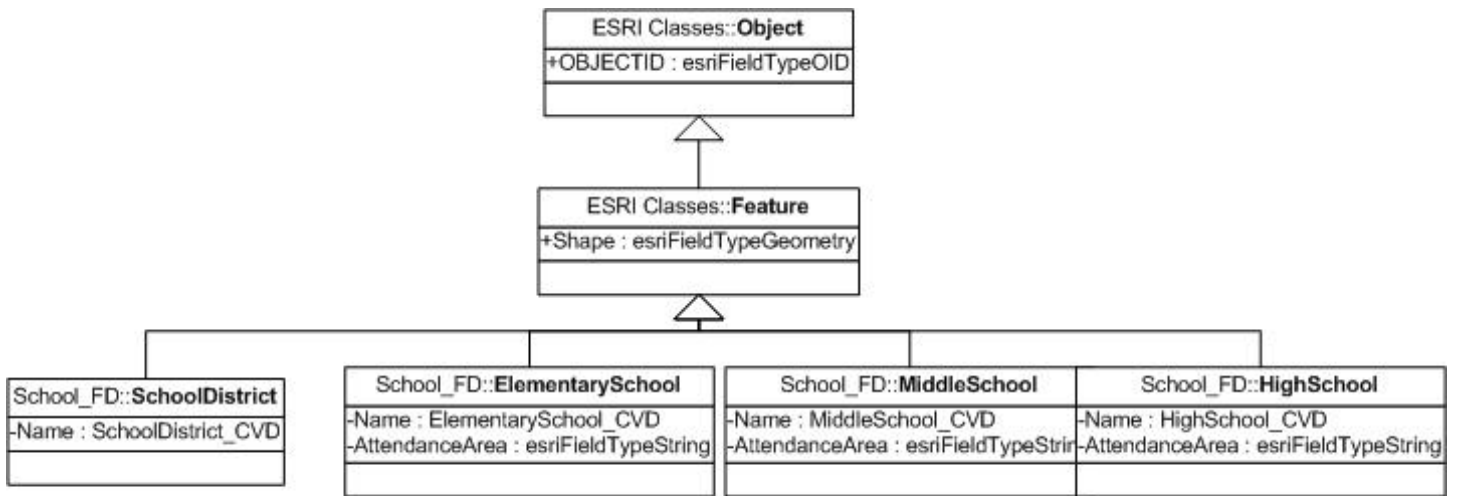 ESRI Classes::Object
+OBJECTID : esriFieldTypeOID
ESRI Classes::Feature
+Shape : esriFieldTypeGeometry
School_FD::SchoolDistrict
-Name : SchoolDistrict_CVD
School_FD::ElementarySchool
-Name : ElementarySchool_CVD
-AttendanceArea : esriFieldTypeString
School_FD::MiddleSchool
-Name : MiddleSchool_CVD
-AttendanceArea : esriFieldTypeStrin
School_FD::HighSchool
-Name : HighSchool_CVD
-AttendanceArea : esriFieldTypeString